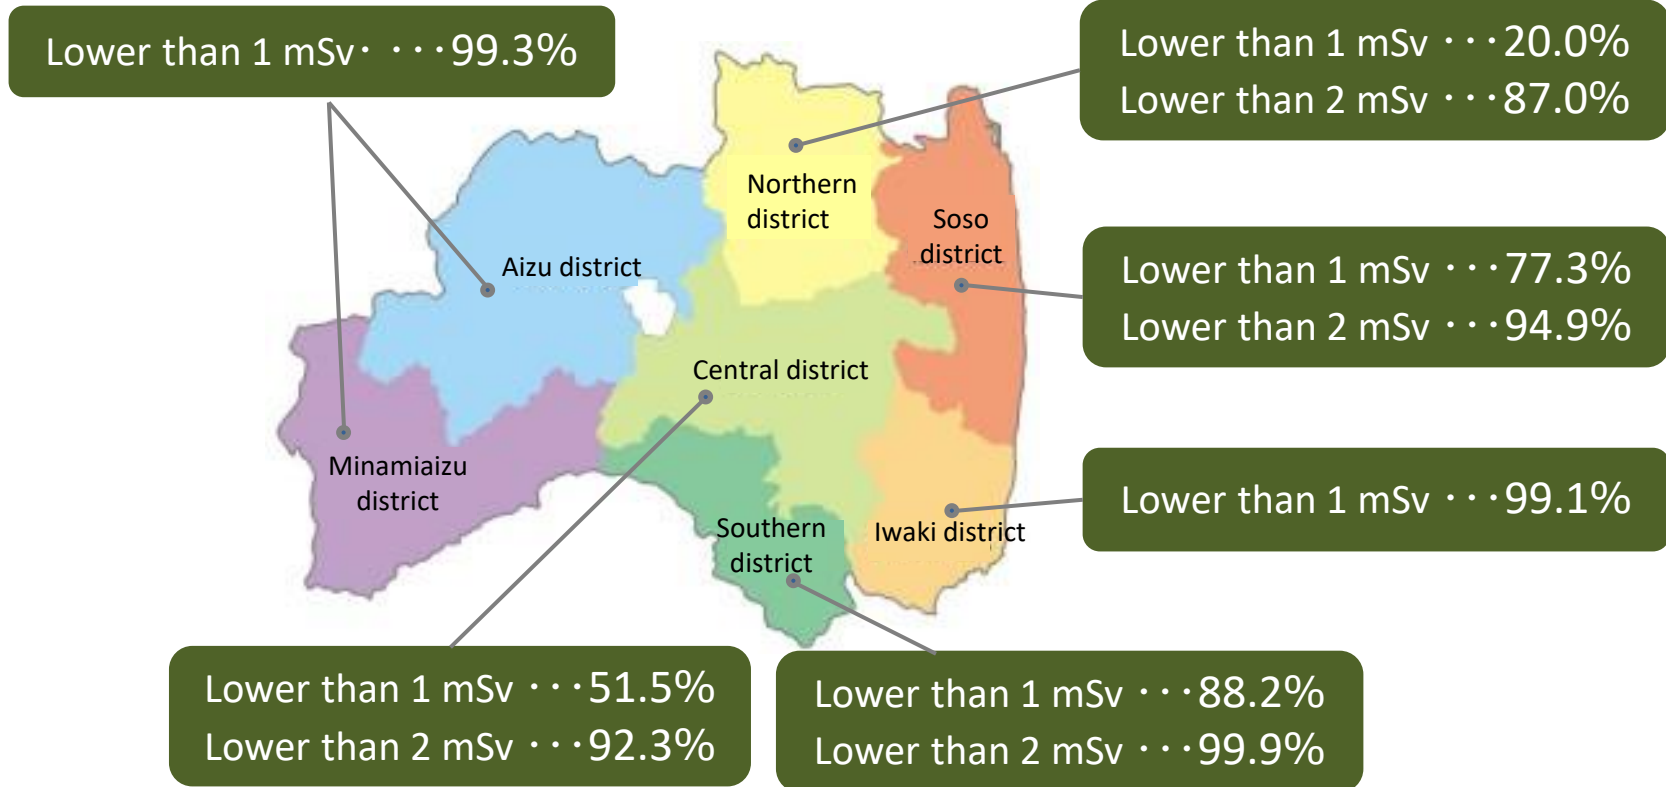 Lower than 1 mSv・ ・・・99.3%
Lower than 1 mSv ・・・20.0%
Lower than 2 mSv ・・・87.0%
Northern
district
Soso
district
Aizu district
Lower than 1 mSv ・・・77.3%
Lower than 2 mSv ・・・94.9%
Central district
Minamiaizu
district
Southern
district
Iwaki district
Lower than 1 mSv ・・・99.1%
Lower than 1 mSv ・・・51.5%
Lower than 2 mSv ・・・92.3%
Lower than 1 mSv ・・・88.2%
Lower than 2 mSv ・・・99.9%